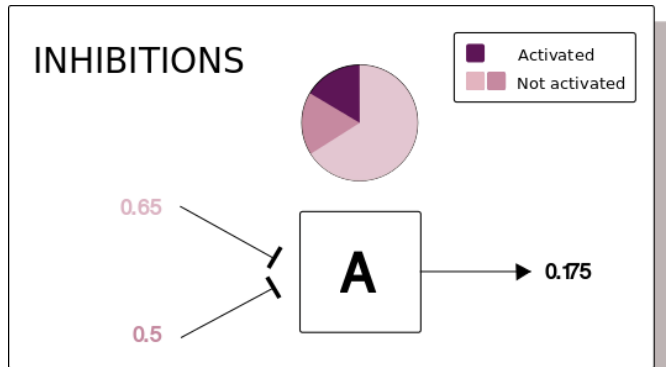 INHIBITIONS
Activated
Not activated
0.65
A
0.175
0.5